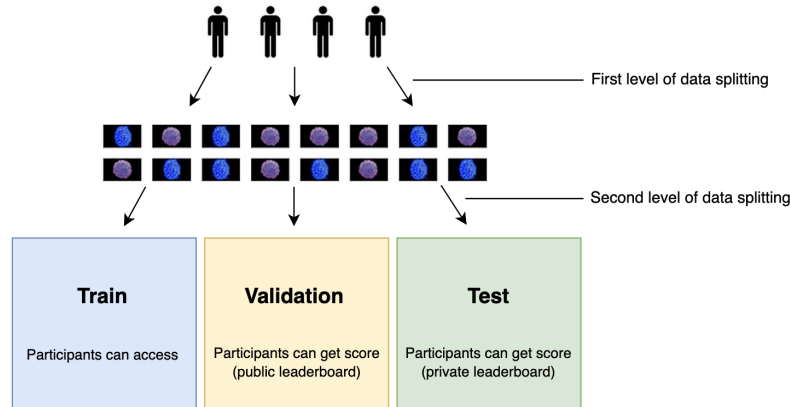 First level of data splitting
Second level of data splitting
Train
Participants can access
Validation
Participants can get score
(public leaderboard)
Test
Participants can get score
(private leaderboard)